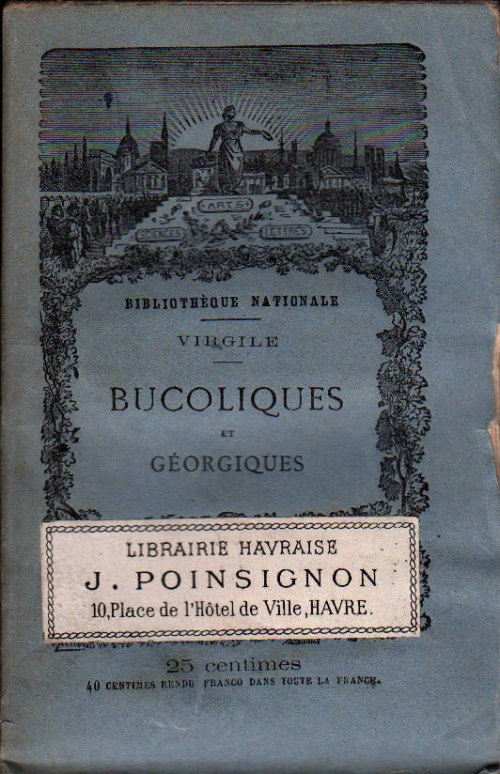 ARTS
SCIENCES LETTRES
BIBLIOTHÈQUE NATIONALE
VIRGILE
BUCOLIQUES
ET
GÉORGIQUES
LIBRAIRIE HAVRAISE
J. POINSIGNON
10, Place de l'Hôtel de Ville, HAVRE.
25 centimes
40 CENTIMES RENDU FRANCO DANS TOUTE LA FRANCE.